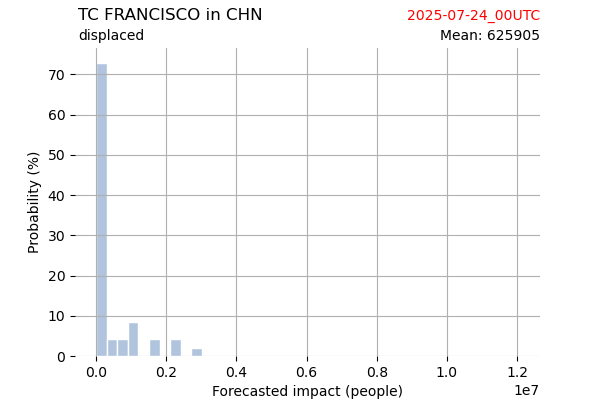 TC FRANCISCO in CHN
2025-07-24_00UTC
displaced
Mean: 625905
70
60
50
40
30
20
10
0
Probability (%)
0.0 0.2 0.4 0.6 0.8 1.0 1.2
1e7
Forecasted impact (people)